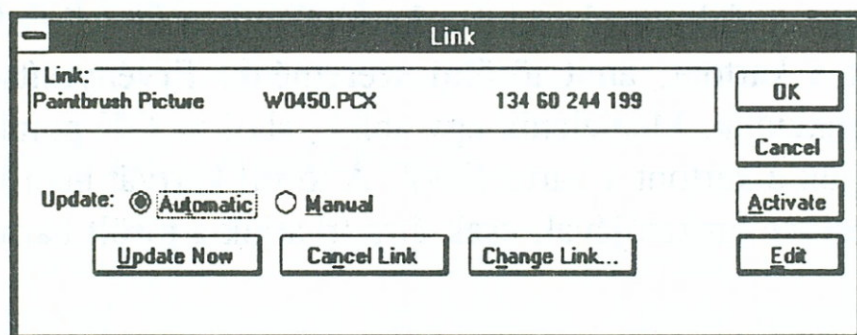 Link
Link:
Paintbrush Picture W0450.PCX 134 60 244 199
OK
Cancel
Update: Automatic Manual
Activate
Update Now Cancel Link Change Link...
Edit